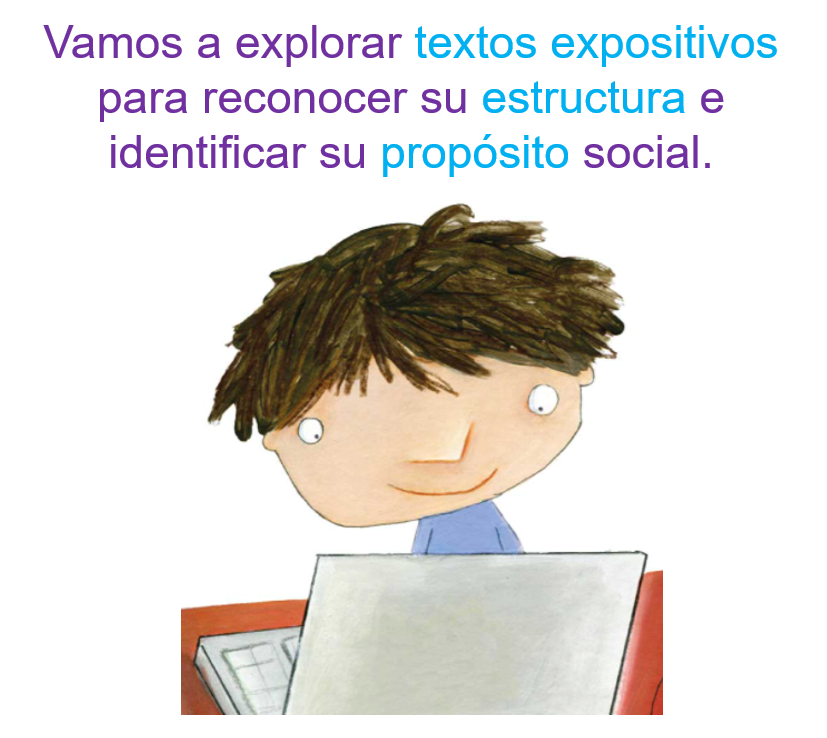 Vamos a explorar textos expositivos
para reconocer su estructura e
identificar su propósito social.